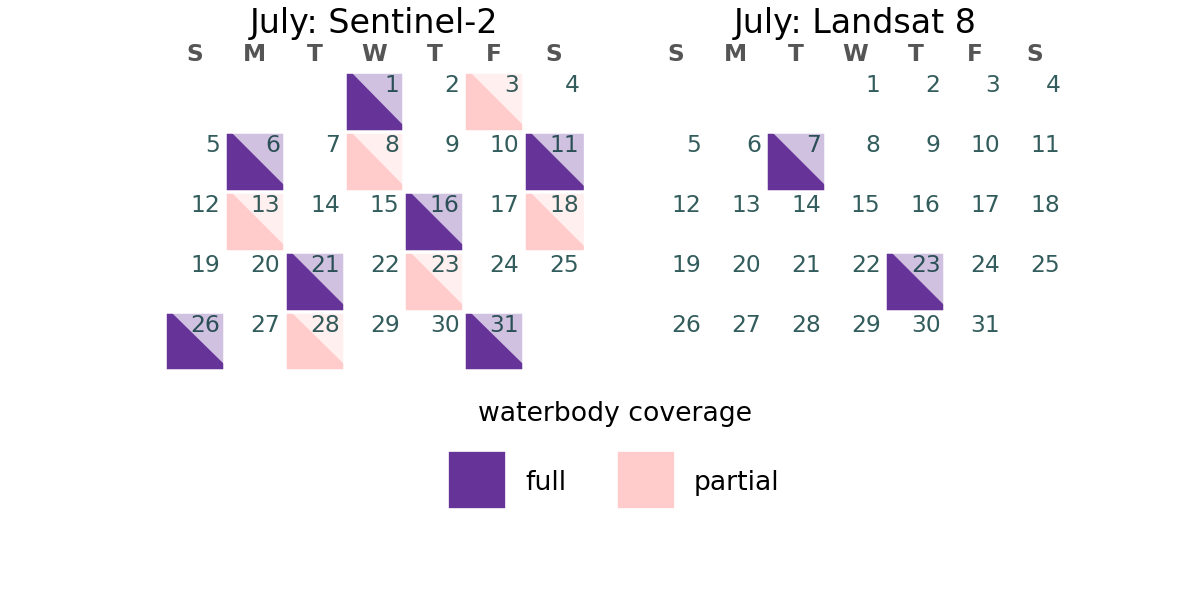 July: Sentinel-2
S M T W T F S
1 2 3 4
5 6 7 8 9 10 11
12 13 14 15 16 17 18
19 20 21 22 23 24 25
26 27 28 29 30 31
July: Landsat 8
S M T W T F S
1 2 3 4
5 6 7 8 9 10 11
12 13 14 15 16 17 18
19 20 21 22 23 24 25
26 27 28 29 30 31
waterbody coverage
full partial